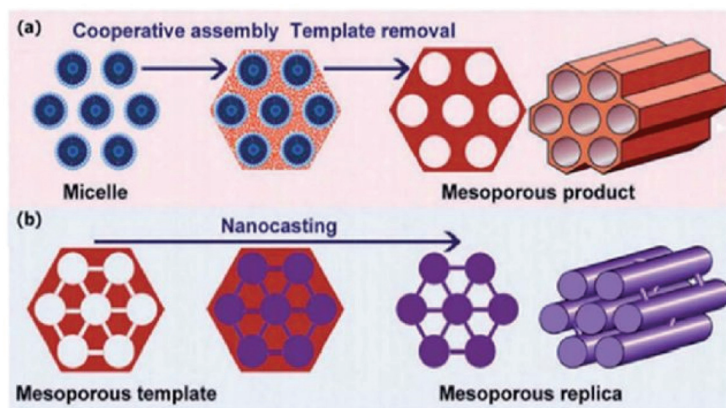 (a)
Cooperative assembly Template removal
Micelle
Mesoporous product
(b)
Nanocasting
Mesoporous template
Mesoporous replica